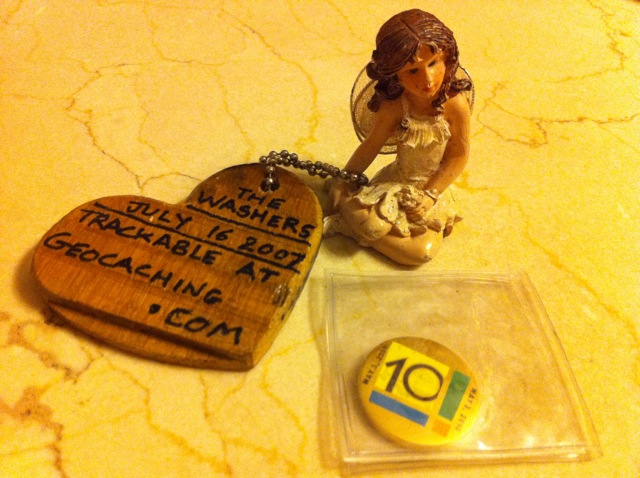 THE
WASHERS
JULY 16 2007
TRACKABLE AT
GEOCACHING
.COM
10